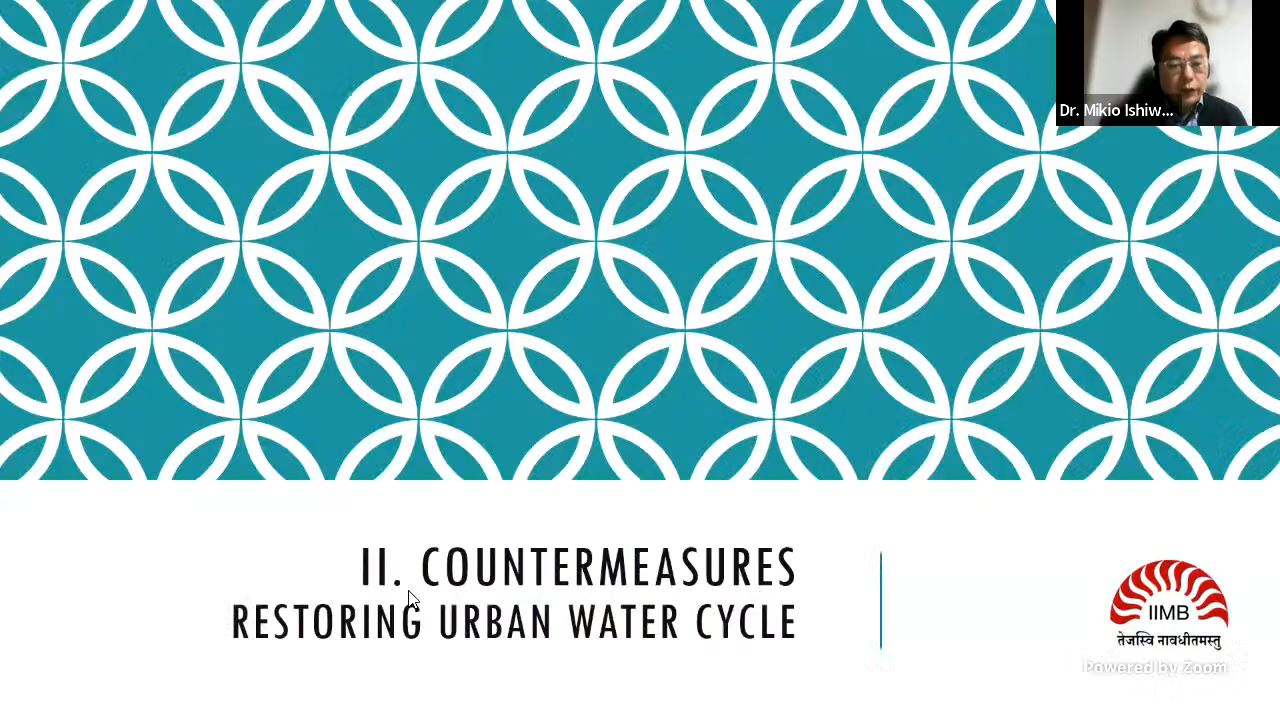 Dr. Mikio Ishiw...
II. COUNTERMEASURES
RESTORING URBAN WATER CYCLE
IIMB
तेजस्वि नावधीतमस्तु
Powered by Zoom